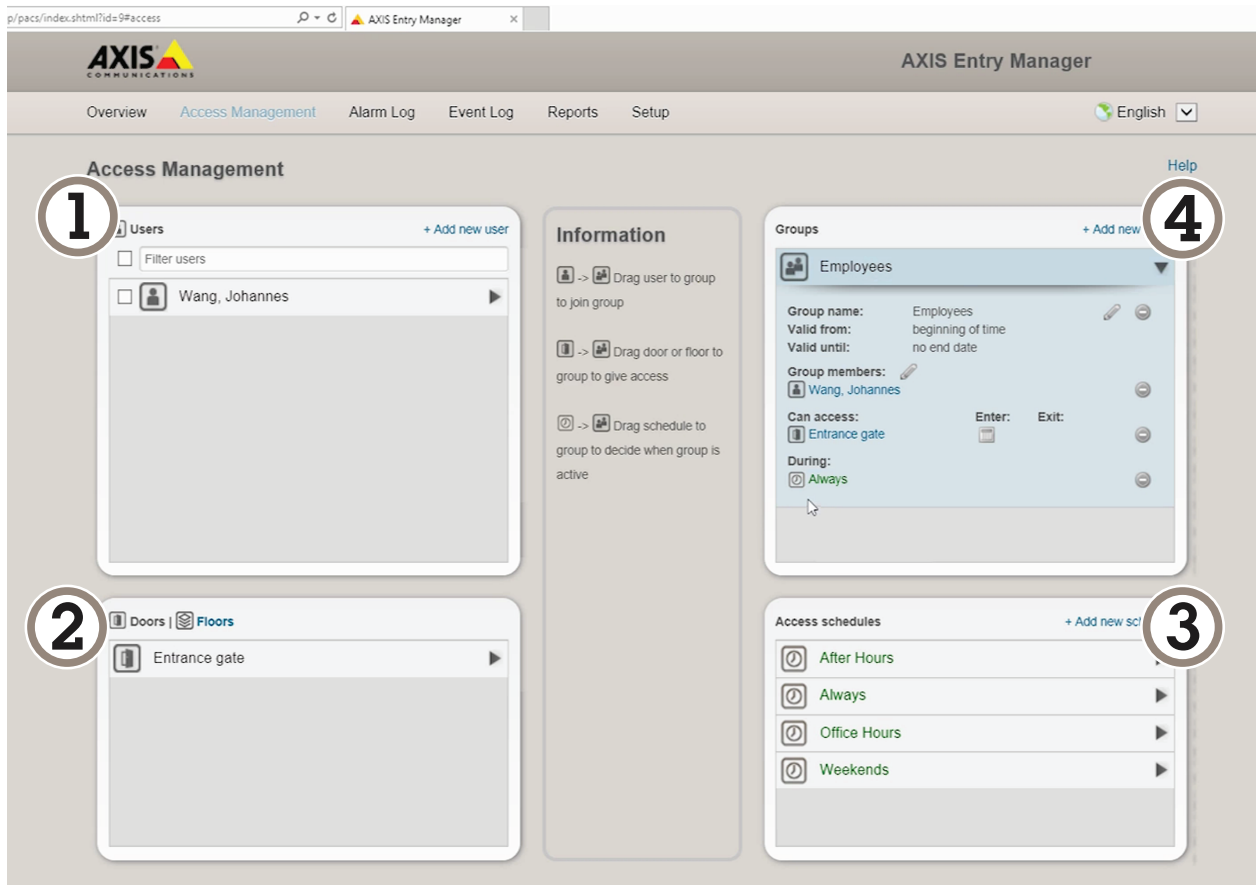 p/pacs/index.shtml?id=9#access
AXIS Entry Manager
AXIS
COMMUNICATIONS
AXIS Entry Manager
Overview Access Management Alarm Log Event Log Reports Setup
English
Access Management
Help
1
Users
+ Add new user
Filter users
Wang, Johannes
Information
-> Drag user to group
to join group
-> Drag door or floor to
group to give access
-> Drag schedule to
group to decide when group is
active
4
Groups
+ Add new
Employees
Group name: Employees
Valid from: beginning of time
Valid until: no end date
Group members:
Wang, Johannes
Can access: Enter: Exit:
Entrance gate
During:
Always
2
Doors | Floors
Entrance gate
3
Access schedules
+ Add new
After Hours
Always
Office Hours
Weekends